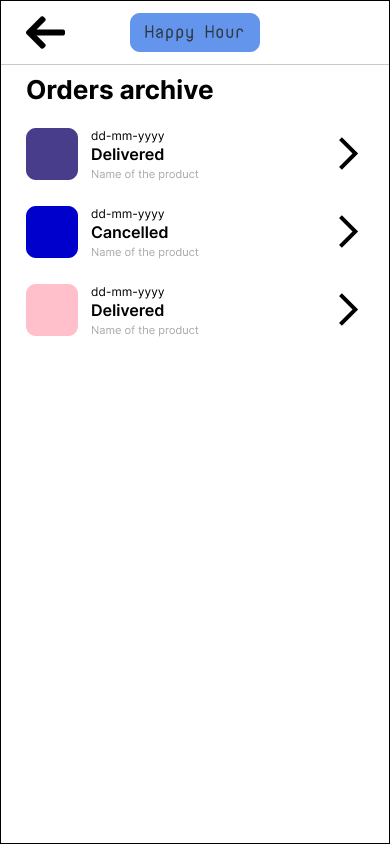 Happy Hour
Orders archive
dd-mm-yyyy
Delivered
Name of the product
dd-mm-yyyy
Cancelled
Name of the product
dd-mm-yyyy
Delivered
Name of the product